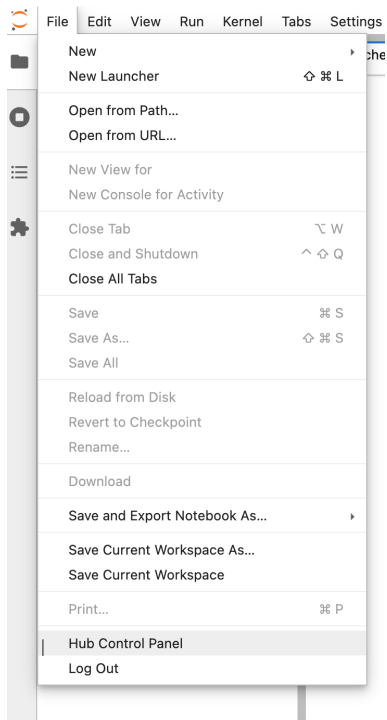 File Edit View Run Kernel Tabs Settings
New
New Launcher ⇧ ⌘ L
Open from Path...
Open from URL...
New View for
New Console for Activity
Close Tab ⌥ W
Close and Shutdown ^ ⇧ Q
Close All Tabs
Save ⌘ S
Save As... ⇧ ⌘ S
Save All
Reload from Disk
Revert to Checkpoint
Rename...
Download
Save and Export Notebook As...
Save Current Workspace As...
Save Current Workspace
Print... ⌘ P
Hub Control Panel
Log Out